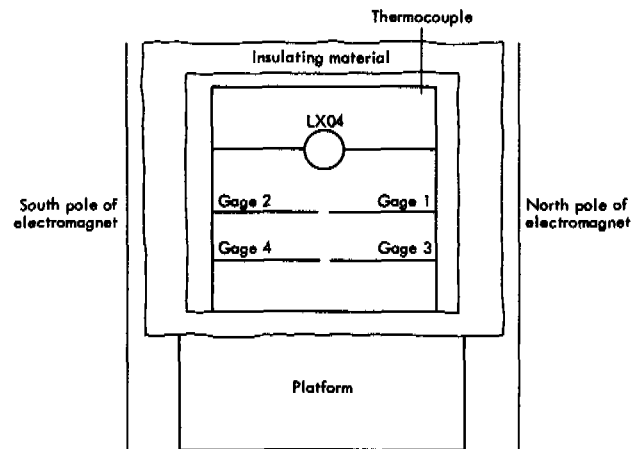 Thermocouple
Insulating material
LX04
South pole of
electromagnet
Gage 2
Gage 1
North pole of
electromagnet
Gage 4
Gage 3
Platform